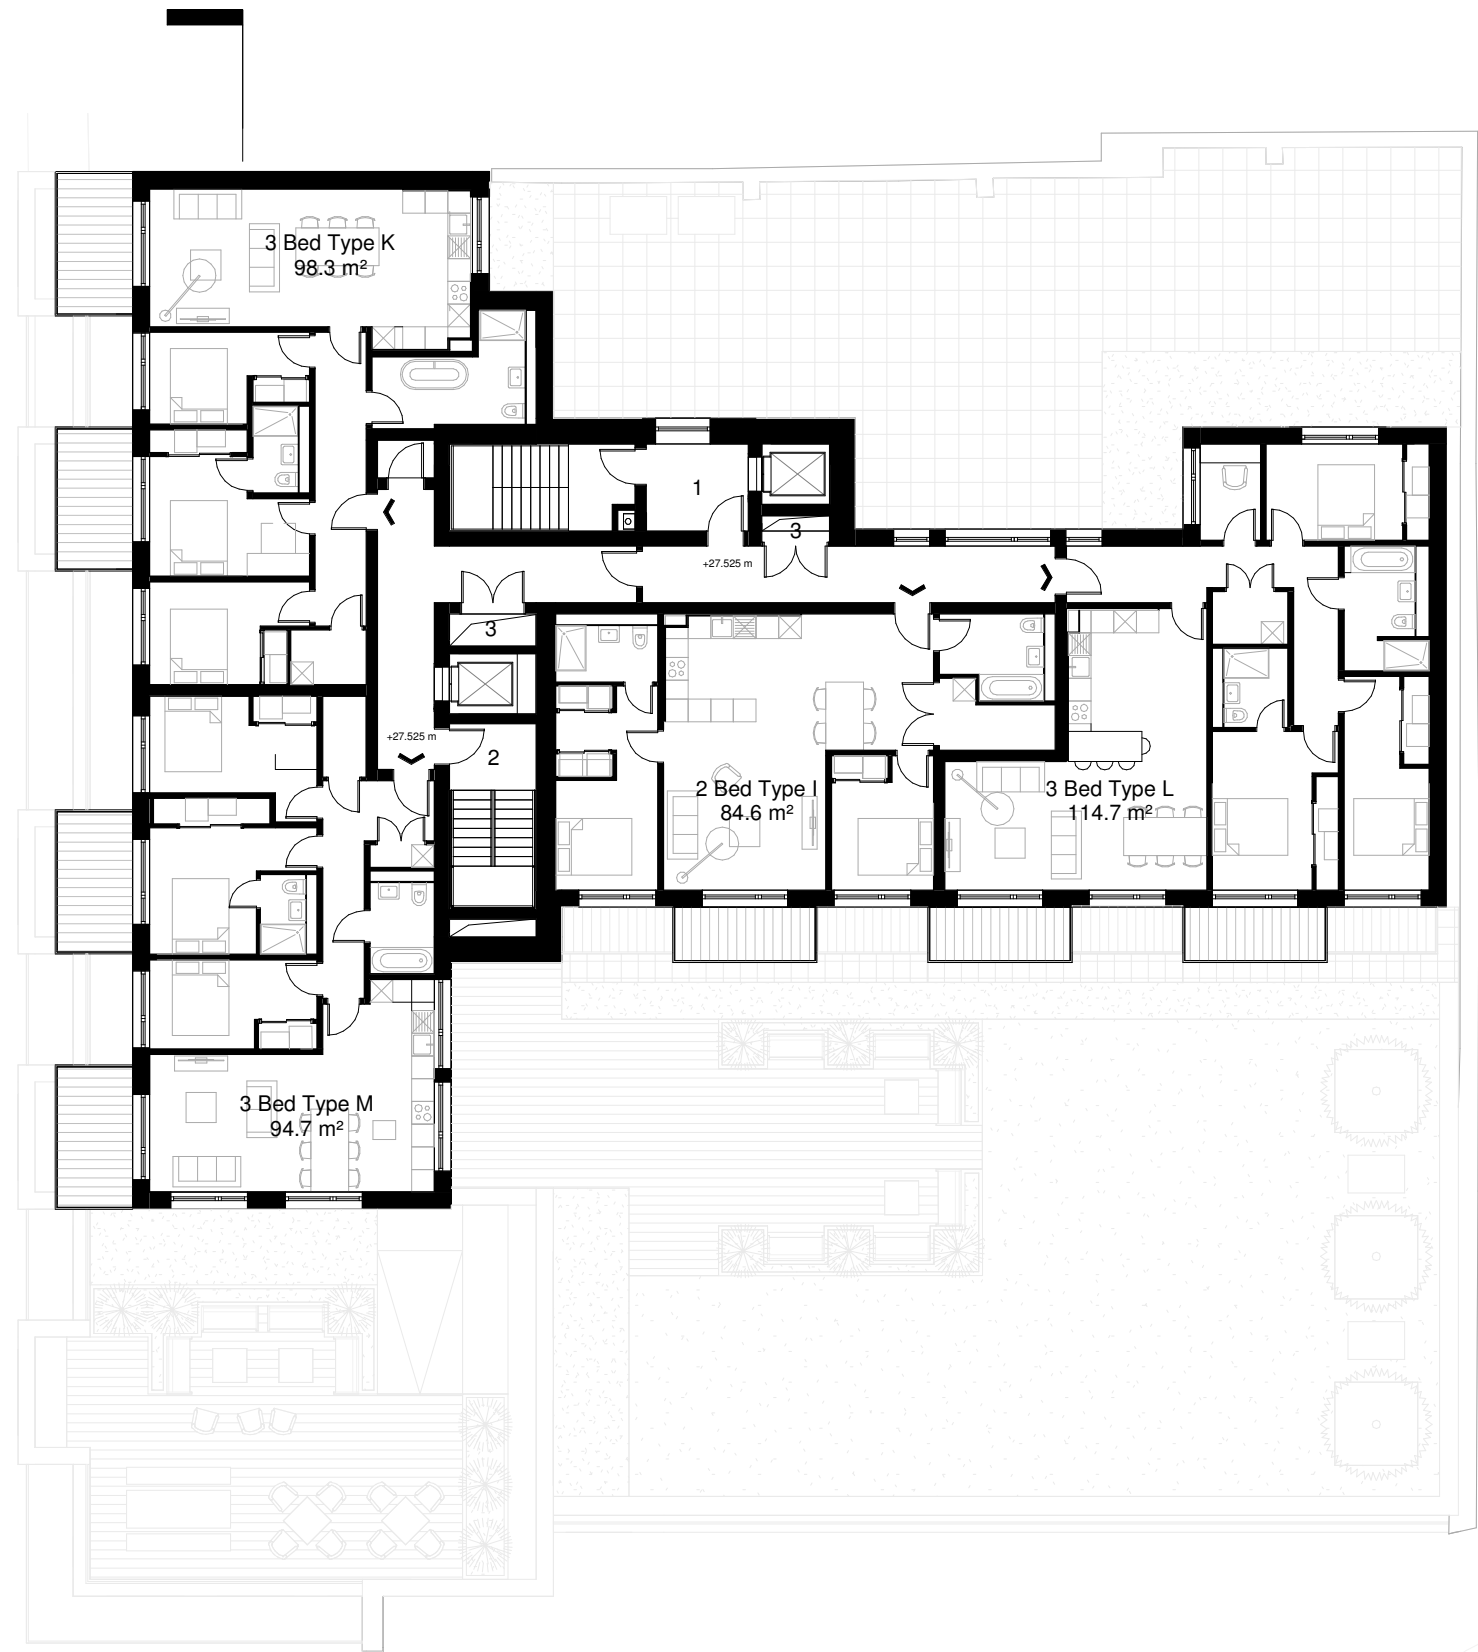 3 Bed Type K
98.3 m²
1
3
+27.525 m
3
+27.525 m
2
2 Bed Type I
84.6 m²
3 Bed Type L
114.7 m²
3 Bed Type M
94.7 m²